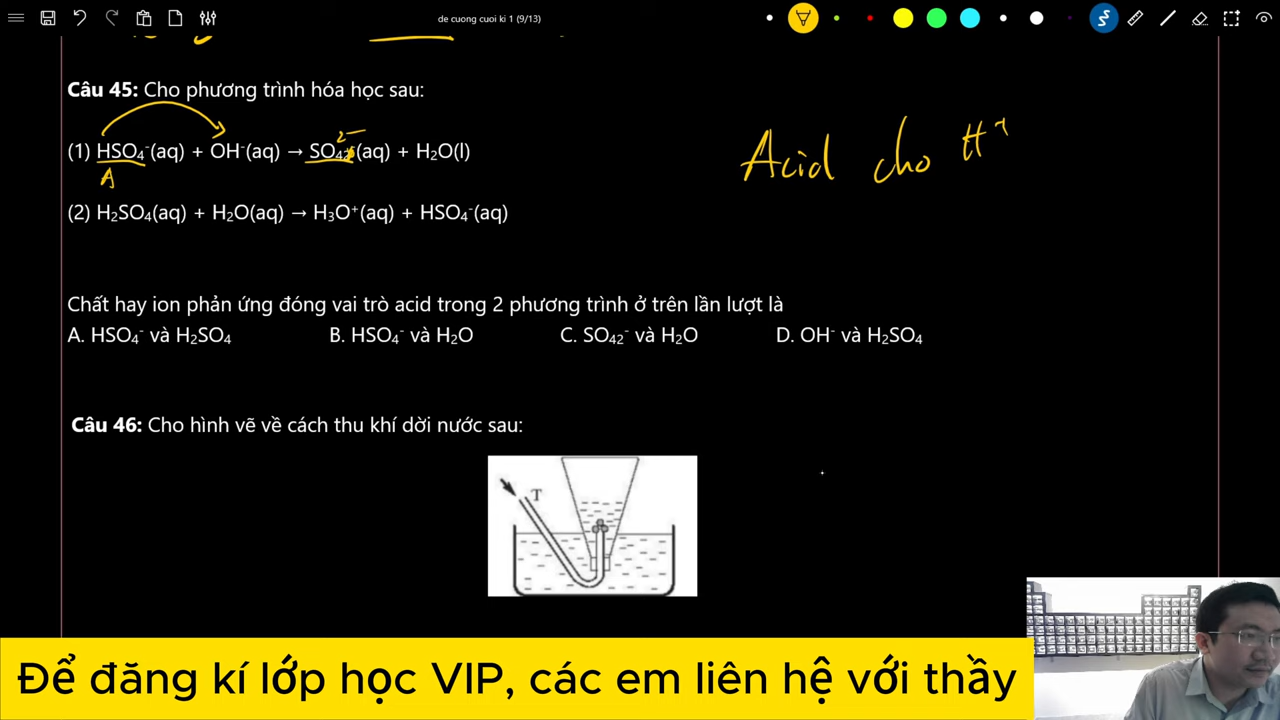 de cuong cuoi ki 1 (9/13)
Câu 45: Cho phương trình hóa học sau:
(1) HSO₄⁻(aq) + OH⁻(aq) → SO₄²⁻(aq) + H₂O(l)
A
Acid cho H⁺
(2) H₂SO₄(aq) + H₂O(aq) → H₃O⁺(aq) + HSO₄⁻(aq)
Chất hay ion phản ứng đóng vai trò acid trong 2 phương trình ở trên lần lượt là
A. HSO₄⁻ và H₂SO₄ B. HSO₄⁻ và H₂O C. SO₄₂⁻ và H₂O D. OH⁻ và H₂SO₄
Câu 46: Cho hình vẽ về cách thu khí dời nước sau:
T
Để đăng kí lớp học VIP, các em liên hệ với thầy